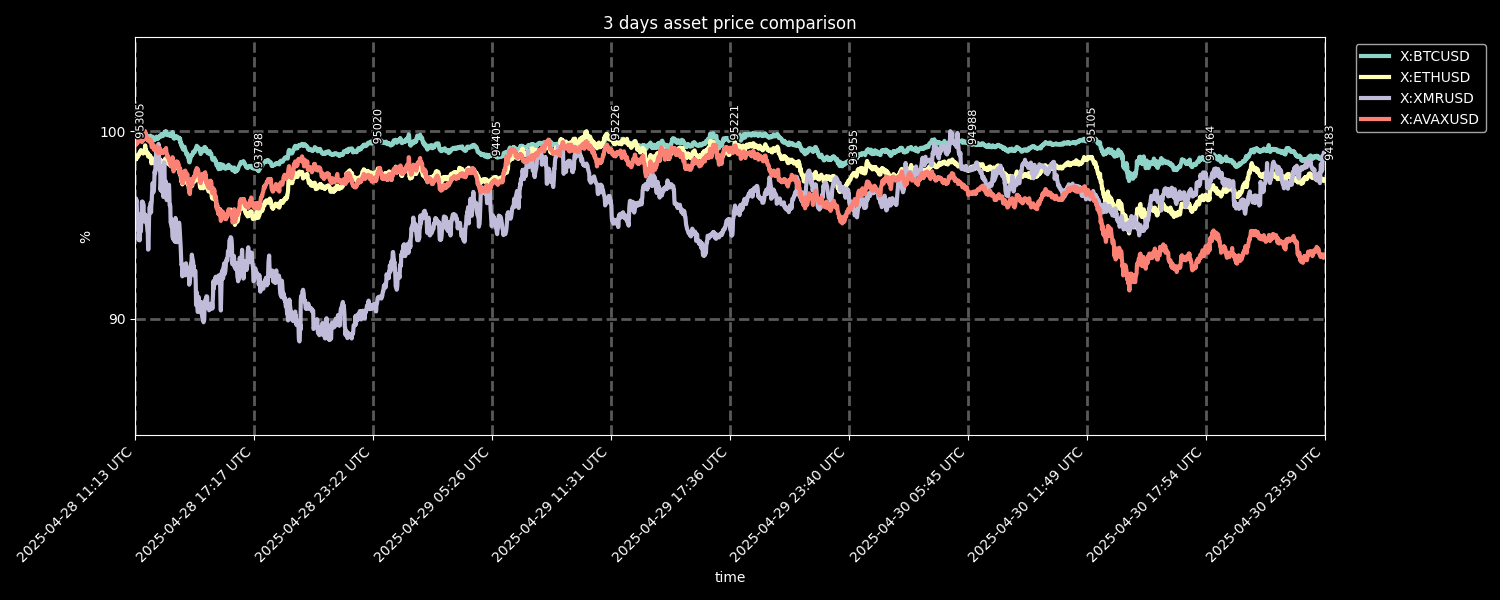 3 days asset price comparison
X:BTCUSD
X:ETHUSD
X:XMRUSD
X:AVAXUSD
100
90
%
95305
93798
95020
94405
95226
95221
93955
94988
95105
94164
94183
2025-04-28 11:13 UTC
2025-04-28 17:17 UTC
2025-04-28 23:22 UTC
2025-04-29 05:26 UTC
2025-04-29 11:31 UTC
2025-04-29 17:36 UTC
2025-04-29 23:40 UTC
2025-04-30 05:45 UTC
2025-04-30 11:49 UTC
2025-04-30 17:54 UTC
2025-04-30 23:59 UTC
time